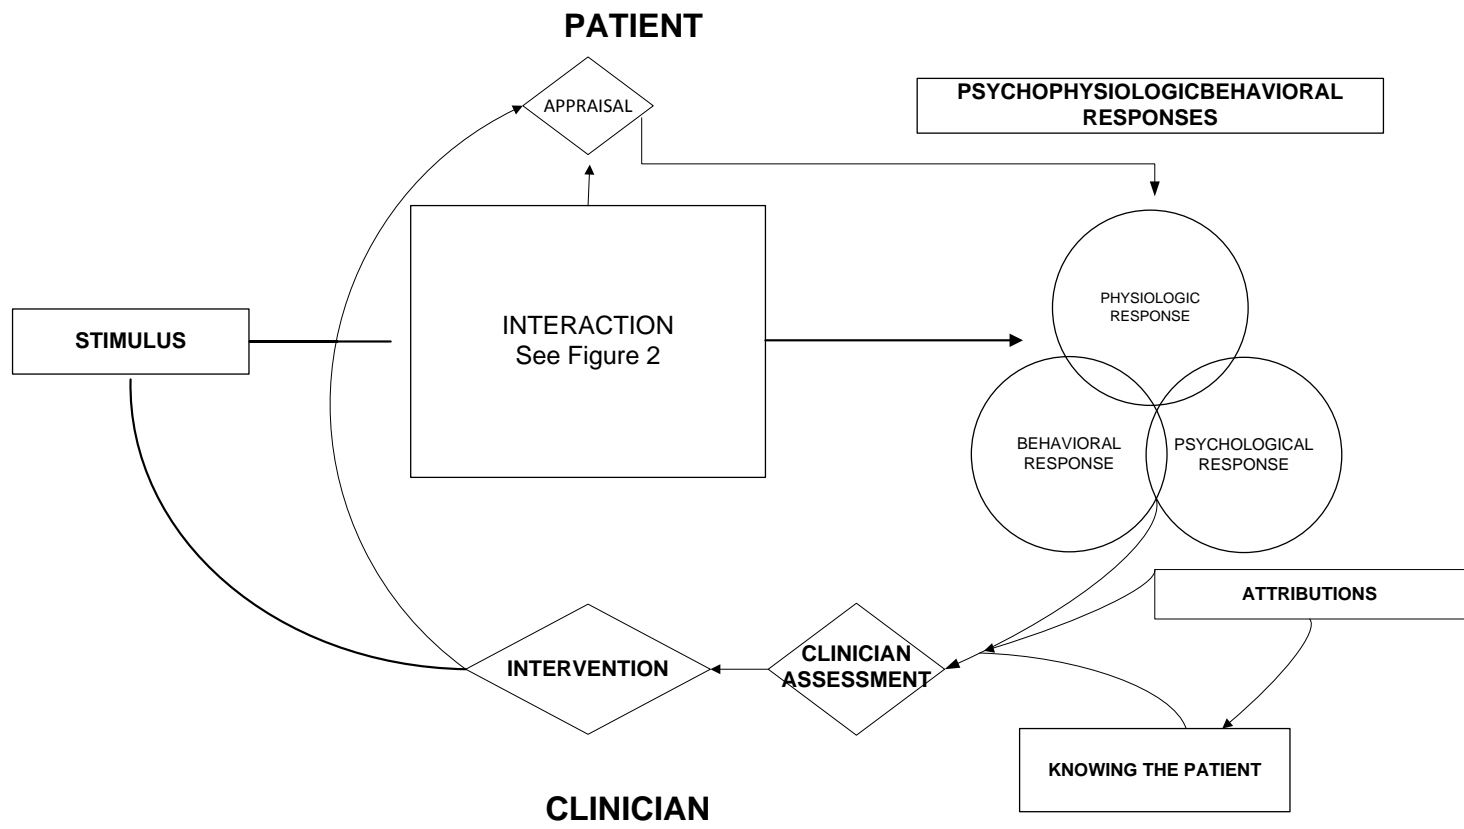 PATIENT
APPRAISAL
PSYCHOPHYSIOLOGICBEHAVIORAL
RESPONSES
PHYSIOLOGIC
RESPONSE
STIMULUS
INTERACTION
See Figure 2
BEHAVIORAL
RESPONSE
PSYCHOLOGICAL
RESPONSE
ATTRIBUTIONS
INTERVENTION
CLINICIAN
ASSESSMENT
KNOWING THE PATIENT
CLINICIAN